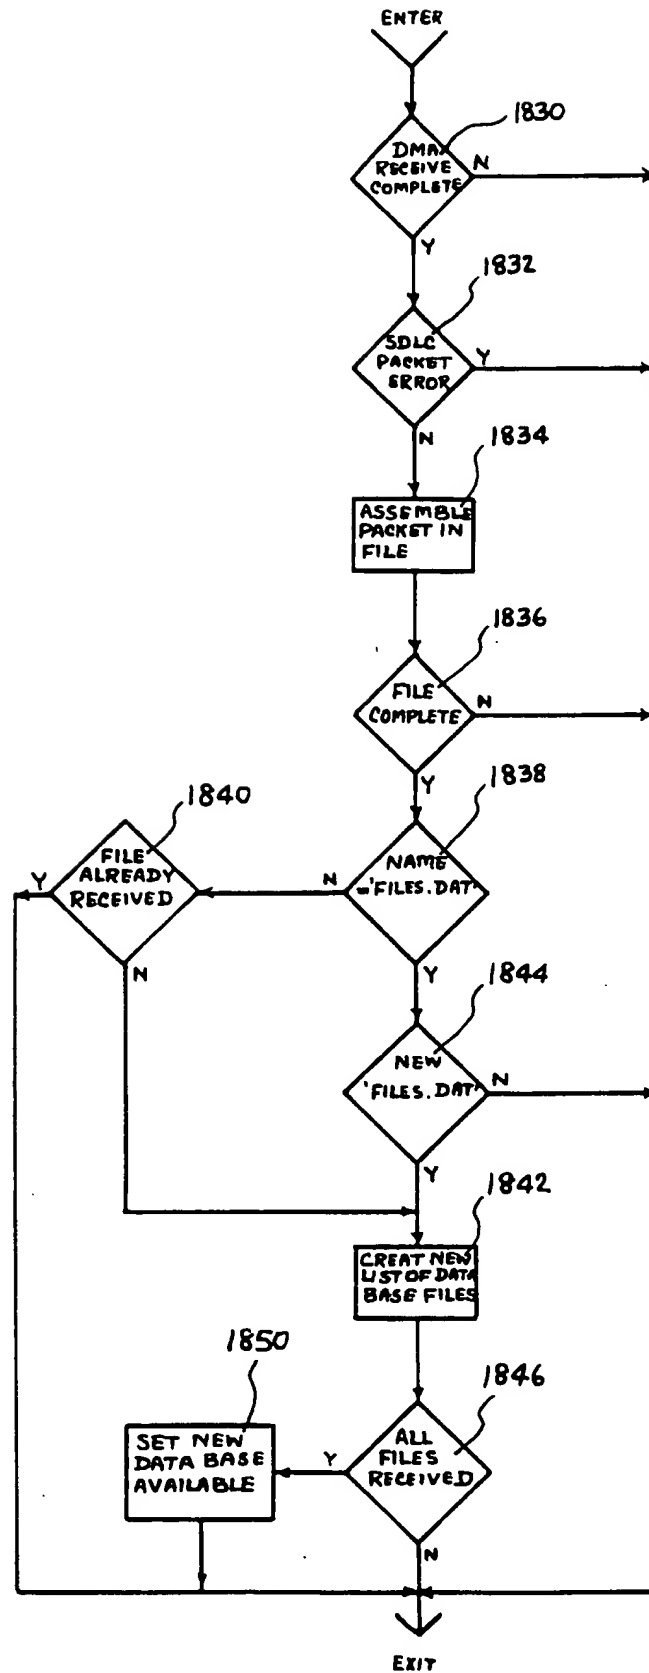 ENTER
1830
DMA
RECEIVE
COMPLETE
N
Y
1832
SDLC
PACKET
ERROR
Y
N
1834
ASSEMBLE
PACKET IN
FILE
1836
FILE
COMPLETE
N
Y
1838
NAME
='FILES.DAT'
N
Y
1840
FILE
ALREADY
RECEIVED
Y
N
1844
NEW
'FILES.DAT'
N
Y
1842
CREAT NEW
LIST OF DATA
BASE FILES
1846
ALL
FILES
RECEIVED
Y
N
1850
SET NEW
DATA BASE
AVAILABLE
EXIT